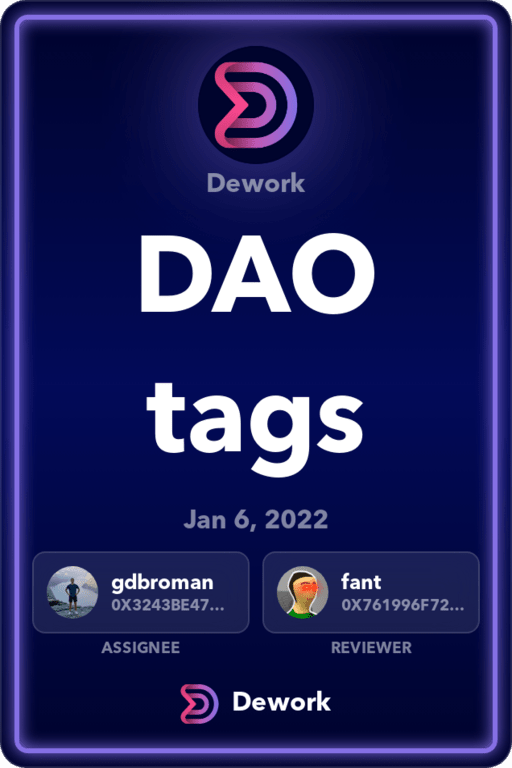 Dework
DAO
tags
Jan 6, 2022
gdbroman
0X3243BE47...
fant
0X761996F72...
ASSIGNEE
REVIEWER
Dework